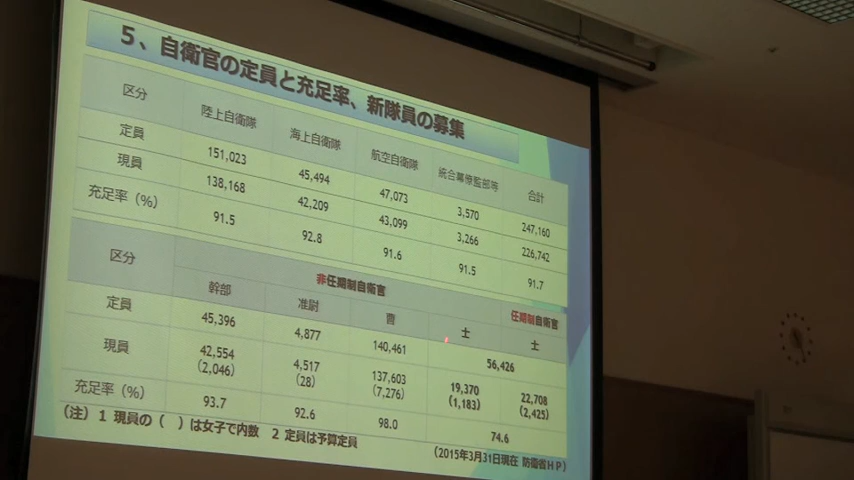 5、自衛官の定員と充足率、新隊員の募集
区分 陸上自衛隊 海上自衛隊 航空自衛隊 統合幕僚監部等 合計
定員 151,023 45,494 47,073 3,570 247,160
現員 138,168 42,209 43,099 3,266 226,742
充足率(%) 91.5 92.8 91.6 91.5 91.7
区分 非任期制自衛官 任期制自衛官
幹部 准尉 曹 士 士
定員 45,396 4,877 140,461 56,426
現員 42,554 4,517 137,603 19,370 22,708
(2,046) (28) (7,276) (1,183) (2,425)
充足率(%) 93.7 92.6 98.0 74.6
(注) 1 現員の( )は女子で内数 2 定員は予算定員
(2015年3月31日現在 防衛省HP)